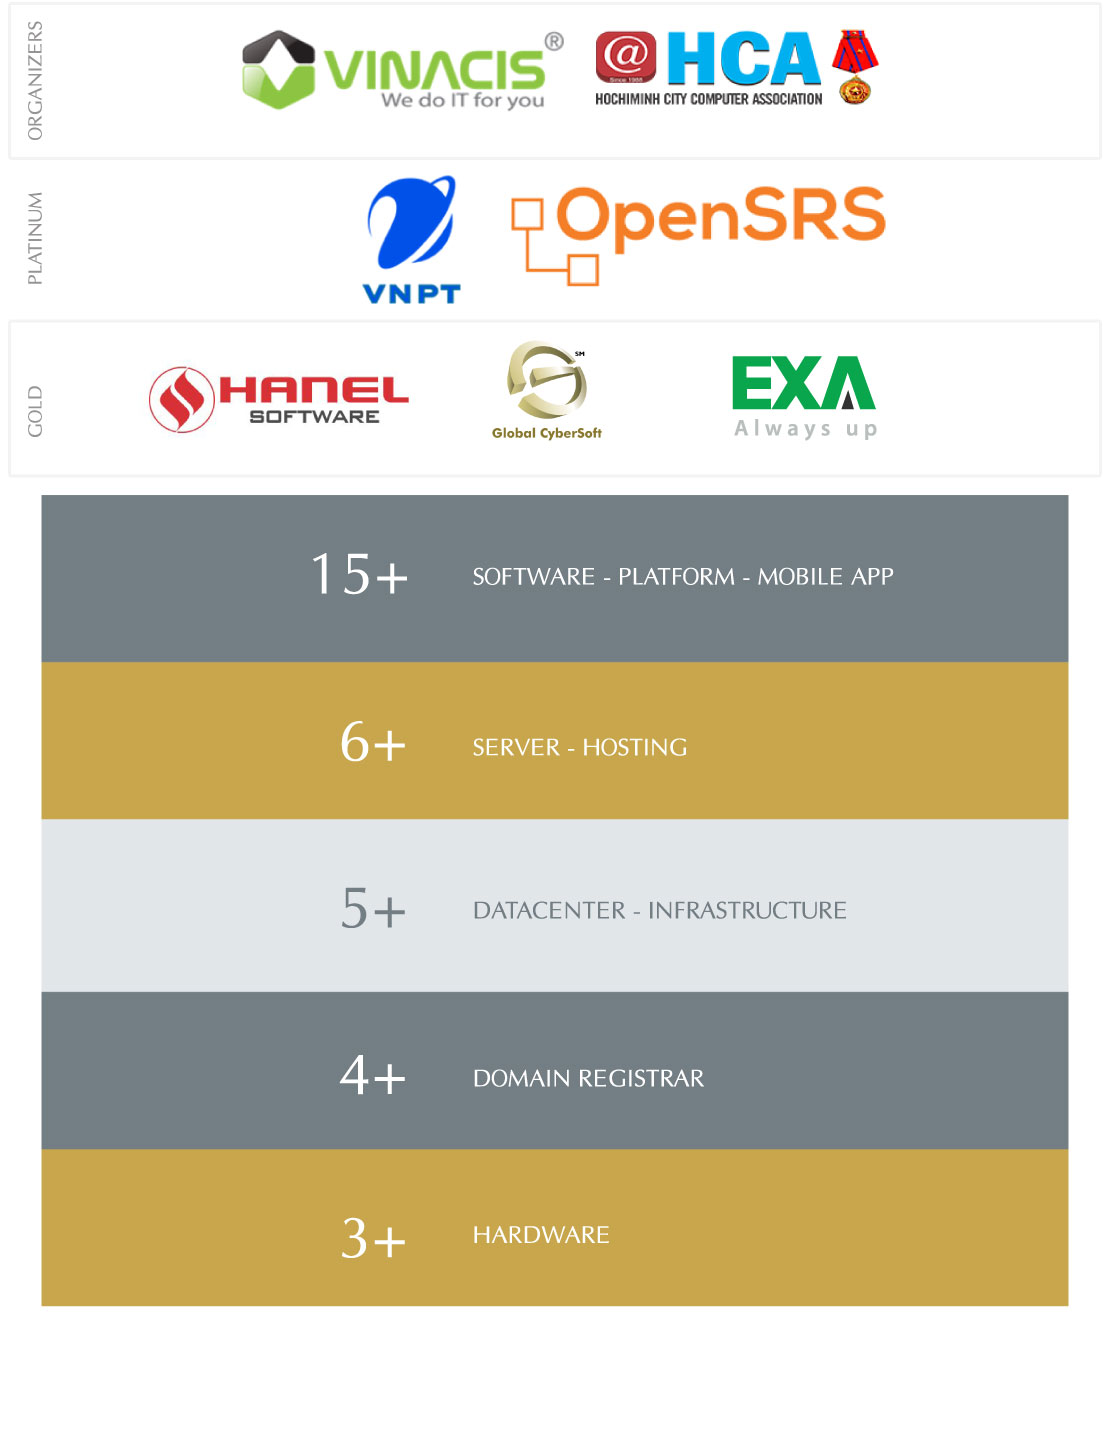 ORGANIZERS
VINACIS®
We do IT for you
@ HCA
Since 1988
HOCHIMINH CITY COMPUTER ASSOCIATION
PLATINUM
VNPT
OpenSRS
GOLD
HANEL
SOFTWARE
SM
Global CyberSoft
EXA
Always up
15+ SOFTWARE - PLATFORM - MOBILE APP
6+ SERVER - HOSTING
5+ DATACENTER - INFRASTRUCTURE
4+ DOMAIN REGISTRAR
3+ HARDWARE